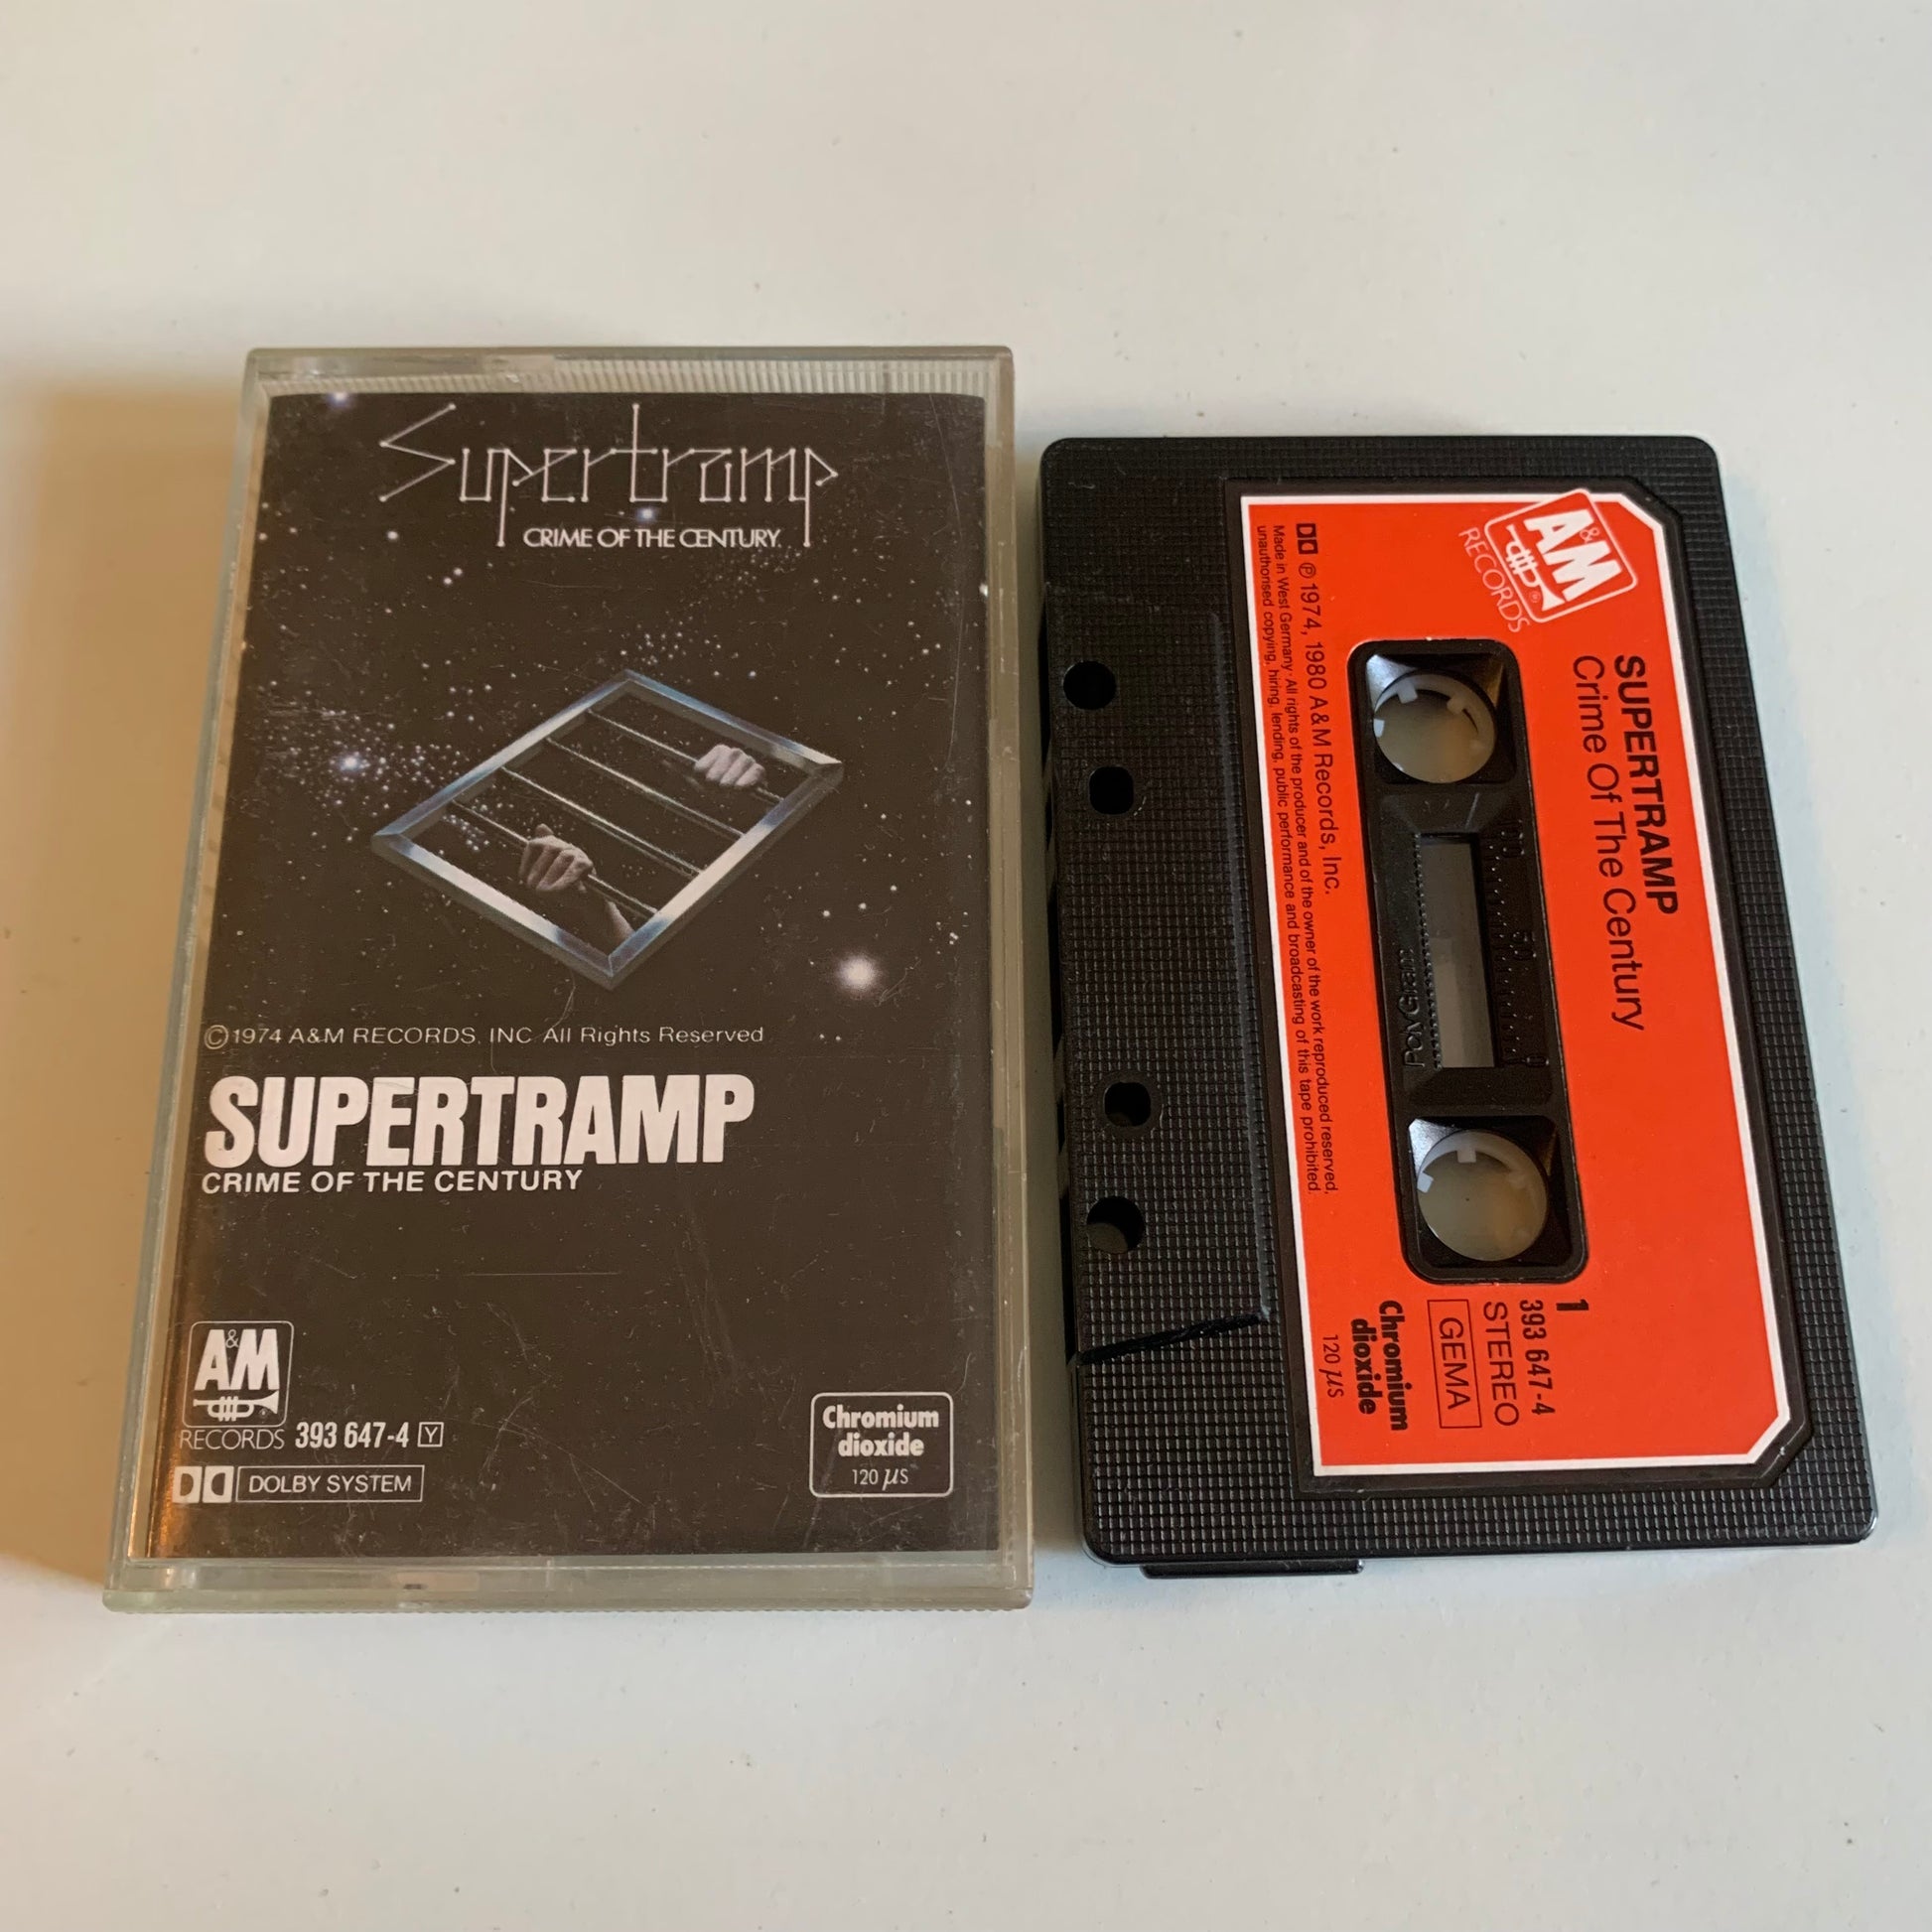 Supertramp
CRIME OF THE CENTURY
©1974 A&M RECORDS, INC. All Rights Reserved
SUPERTRAMP
CRIME OF THE CENTURY
A&M
®
RECORDS 393 647-4 Y
DOLBY SYSTEM
Chromium
dioxide
120 µs
A&M
®
RECORDS
SUPERTRAMP
Crime Of The Century
100 50 0
PolyGram
1
393 647-4
STEREO
GEMA
Chromium
dioxide
120 µs
℗ 1974, 1980 A&M Records, Inc.
Made in West Germany · All rights of the producer and of the owner of the work reproduced reserved,
unauthorised copying, hiring, lending, public performance and broadcasting of this tape prohibited.